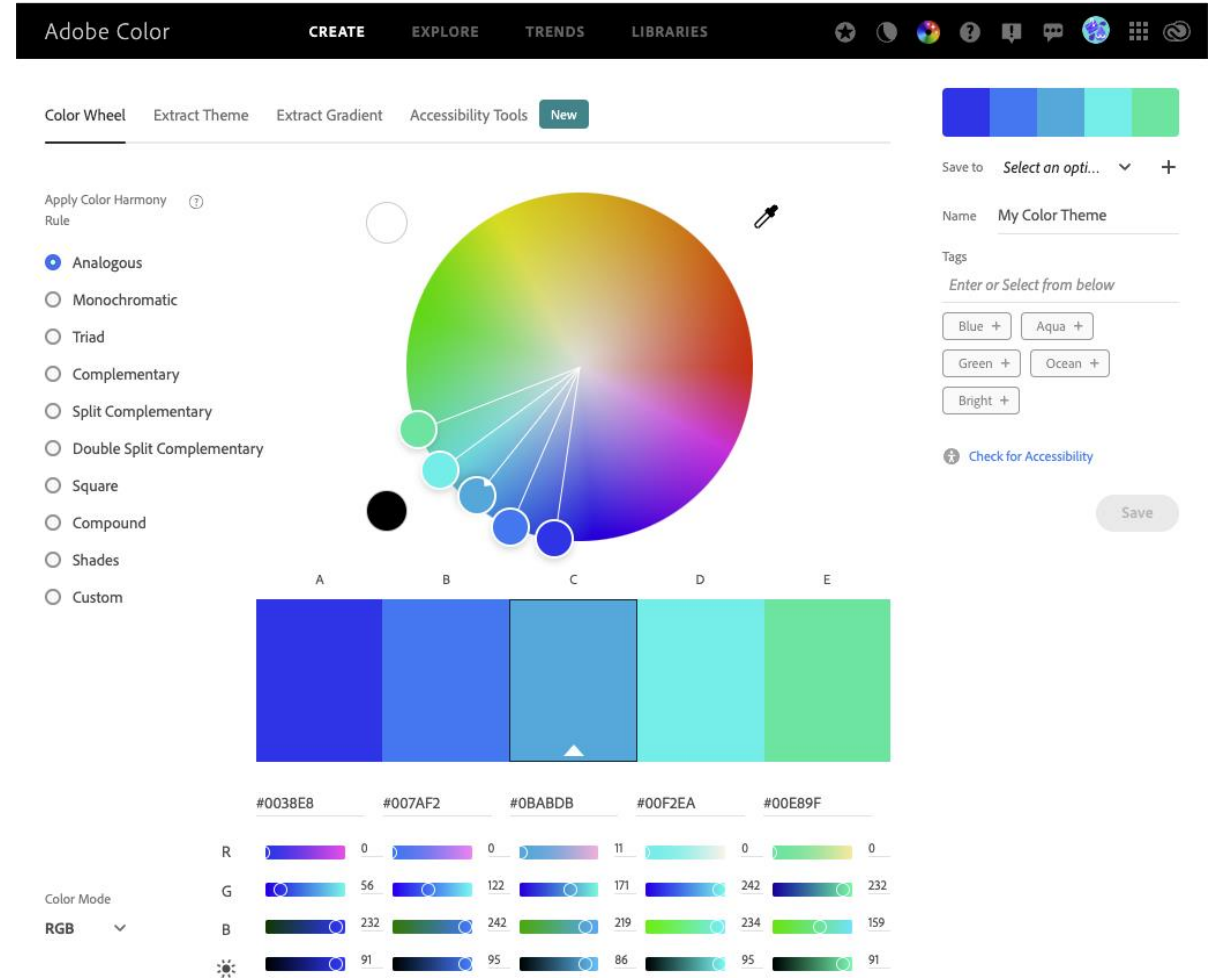 Adobe Color CREATE EXPLORE TRENDS LIBRARIES
Color Wheel Extract Theme Extract Gradient Accessibility Tools New
Apply Color Harmony
Rule
Analogous
Monochromatic
Triad
Complementary
Split Complementary
Double Split Complementary
Square
Compound
Shades
Custom
Save to Select an opti...
Name My Color Theme
Tags
Enter or Select from below
Blue + Aqua +
Green + Ocean +
Bright +
Check for Accessibility
Save
A B C D E
#0038E8 #007AF2 #0BABDB #00F2EA #00E89F
R 0 0 11 0 0
G 56 122 171 242 232
B 232 242 219 234 159
91 95 86 95 91
Color Mode
RGB